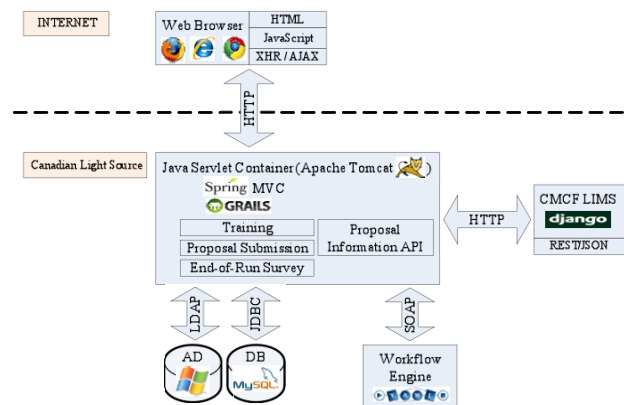 INTERNET
Web Browser
HTML
JavaScript
XHR / AJAX
HTTP
Canadian Light Source
Java Servlet Container (Apache Tomcat )
Spring MVC
GRAILS
Training
Proposal Submission
End-of-Run Survey
Proposal
Information API
HTTP
CMCF LIMS
django
REST/JSON
LDAP
JDBC
SOAP
AD
DB
MySQL
Workflow
Engine